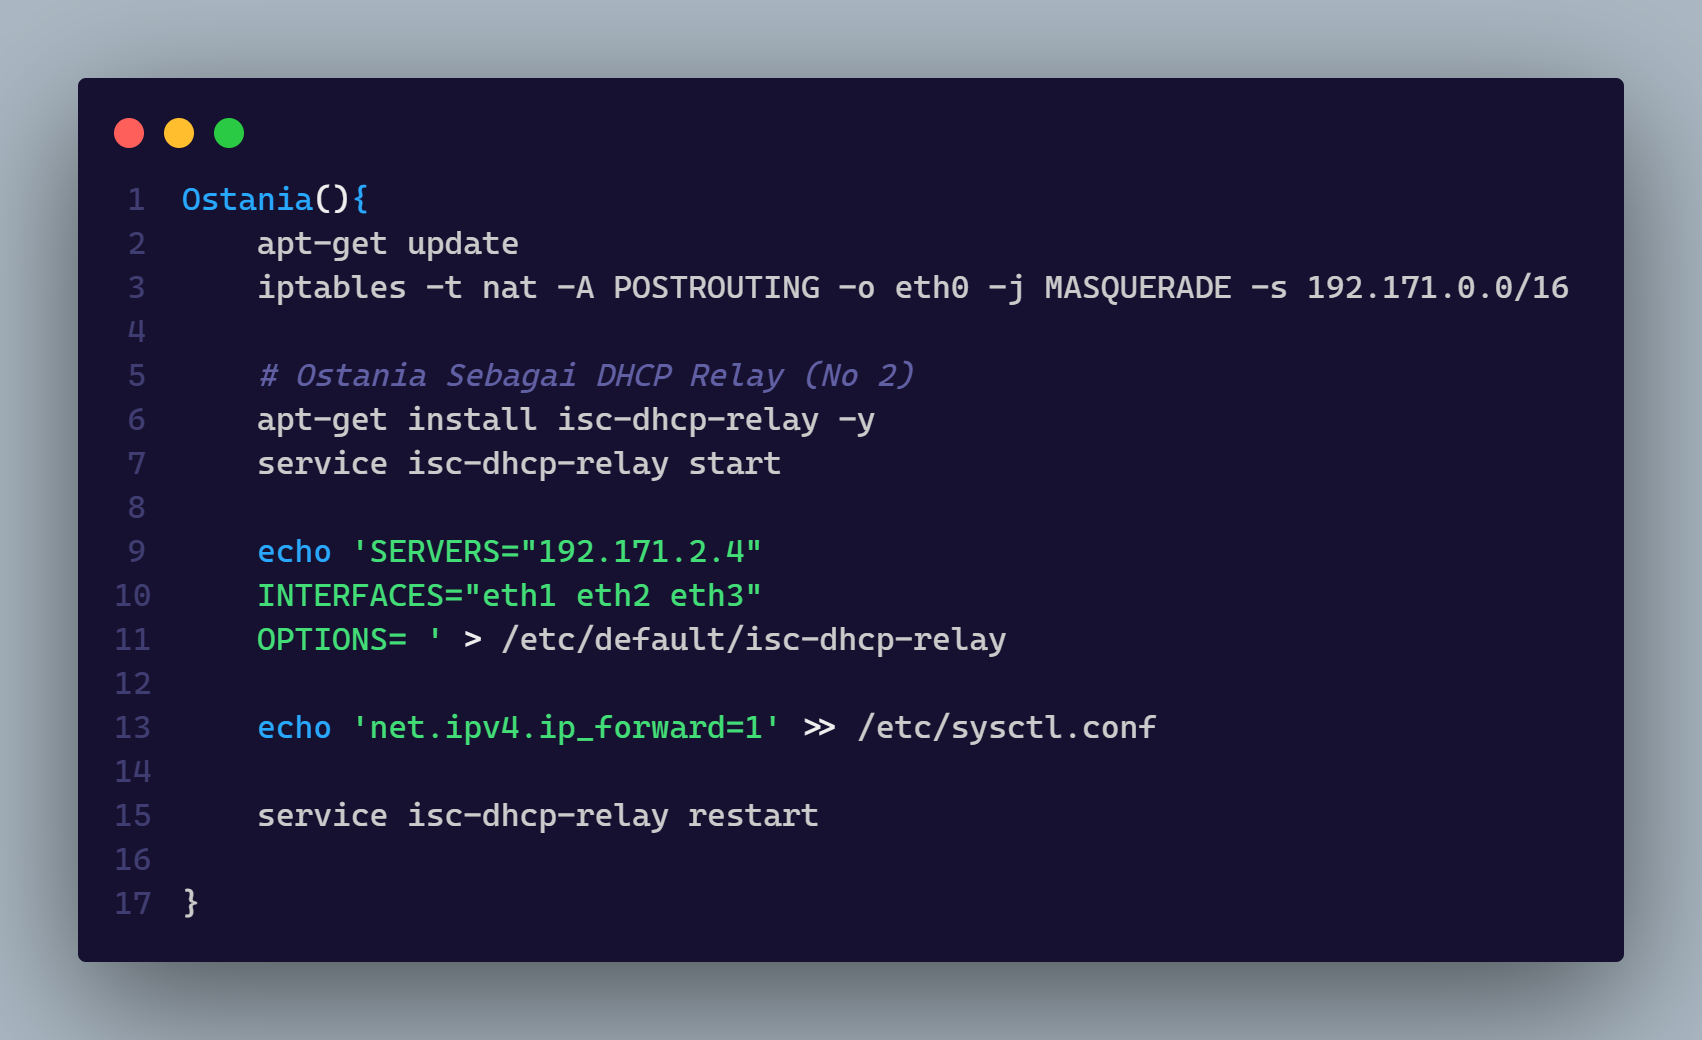 1 Ostania(){
2     apt-get update
3     iptables -t nat -A POSTROUTING -o eth0 -j MASQUERADE -s 192.171.0.0/16
4
5     # Ostania Sebagai DHCP Relay (No 2)
6     apt-get install isc-dhcp-relay -y
7     service isc-dhcp-relay start
8
9     echo 'SERVERS="192.171.2.4"
10    INTERFACES="eth1 eth2 eth3"
11    OPTIONS= ' > /etc/default/isc-dhcp-relay
12
13    echo 'net.ipv4.ip_forward=1' >> /etc/sysctl.conf
14
15    service isc-dhcp-relay restart
16
17 }